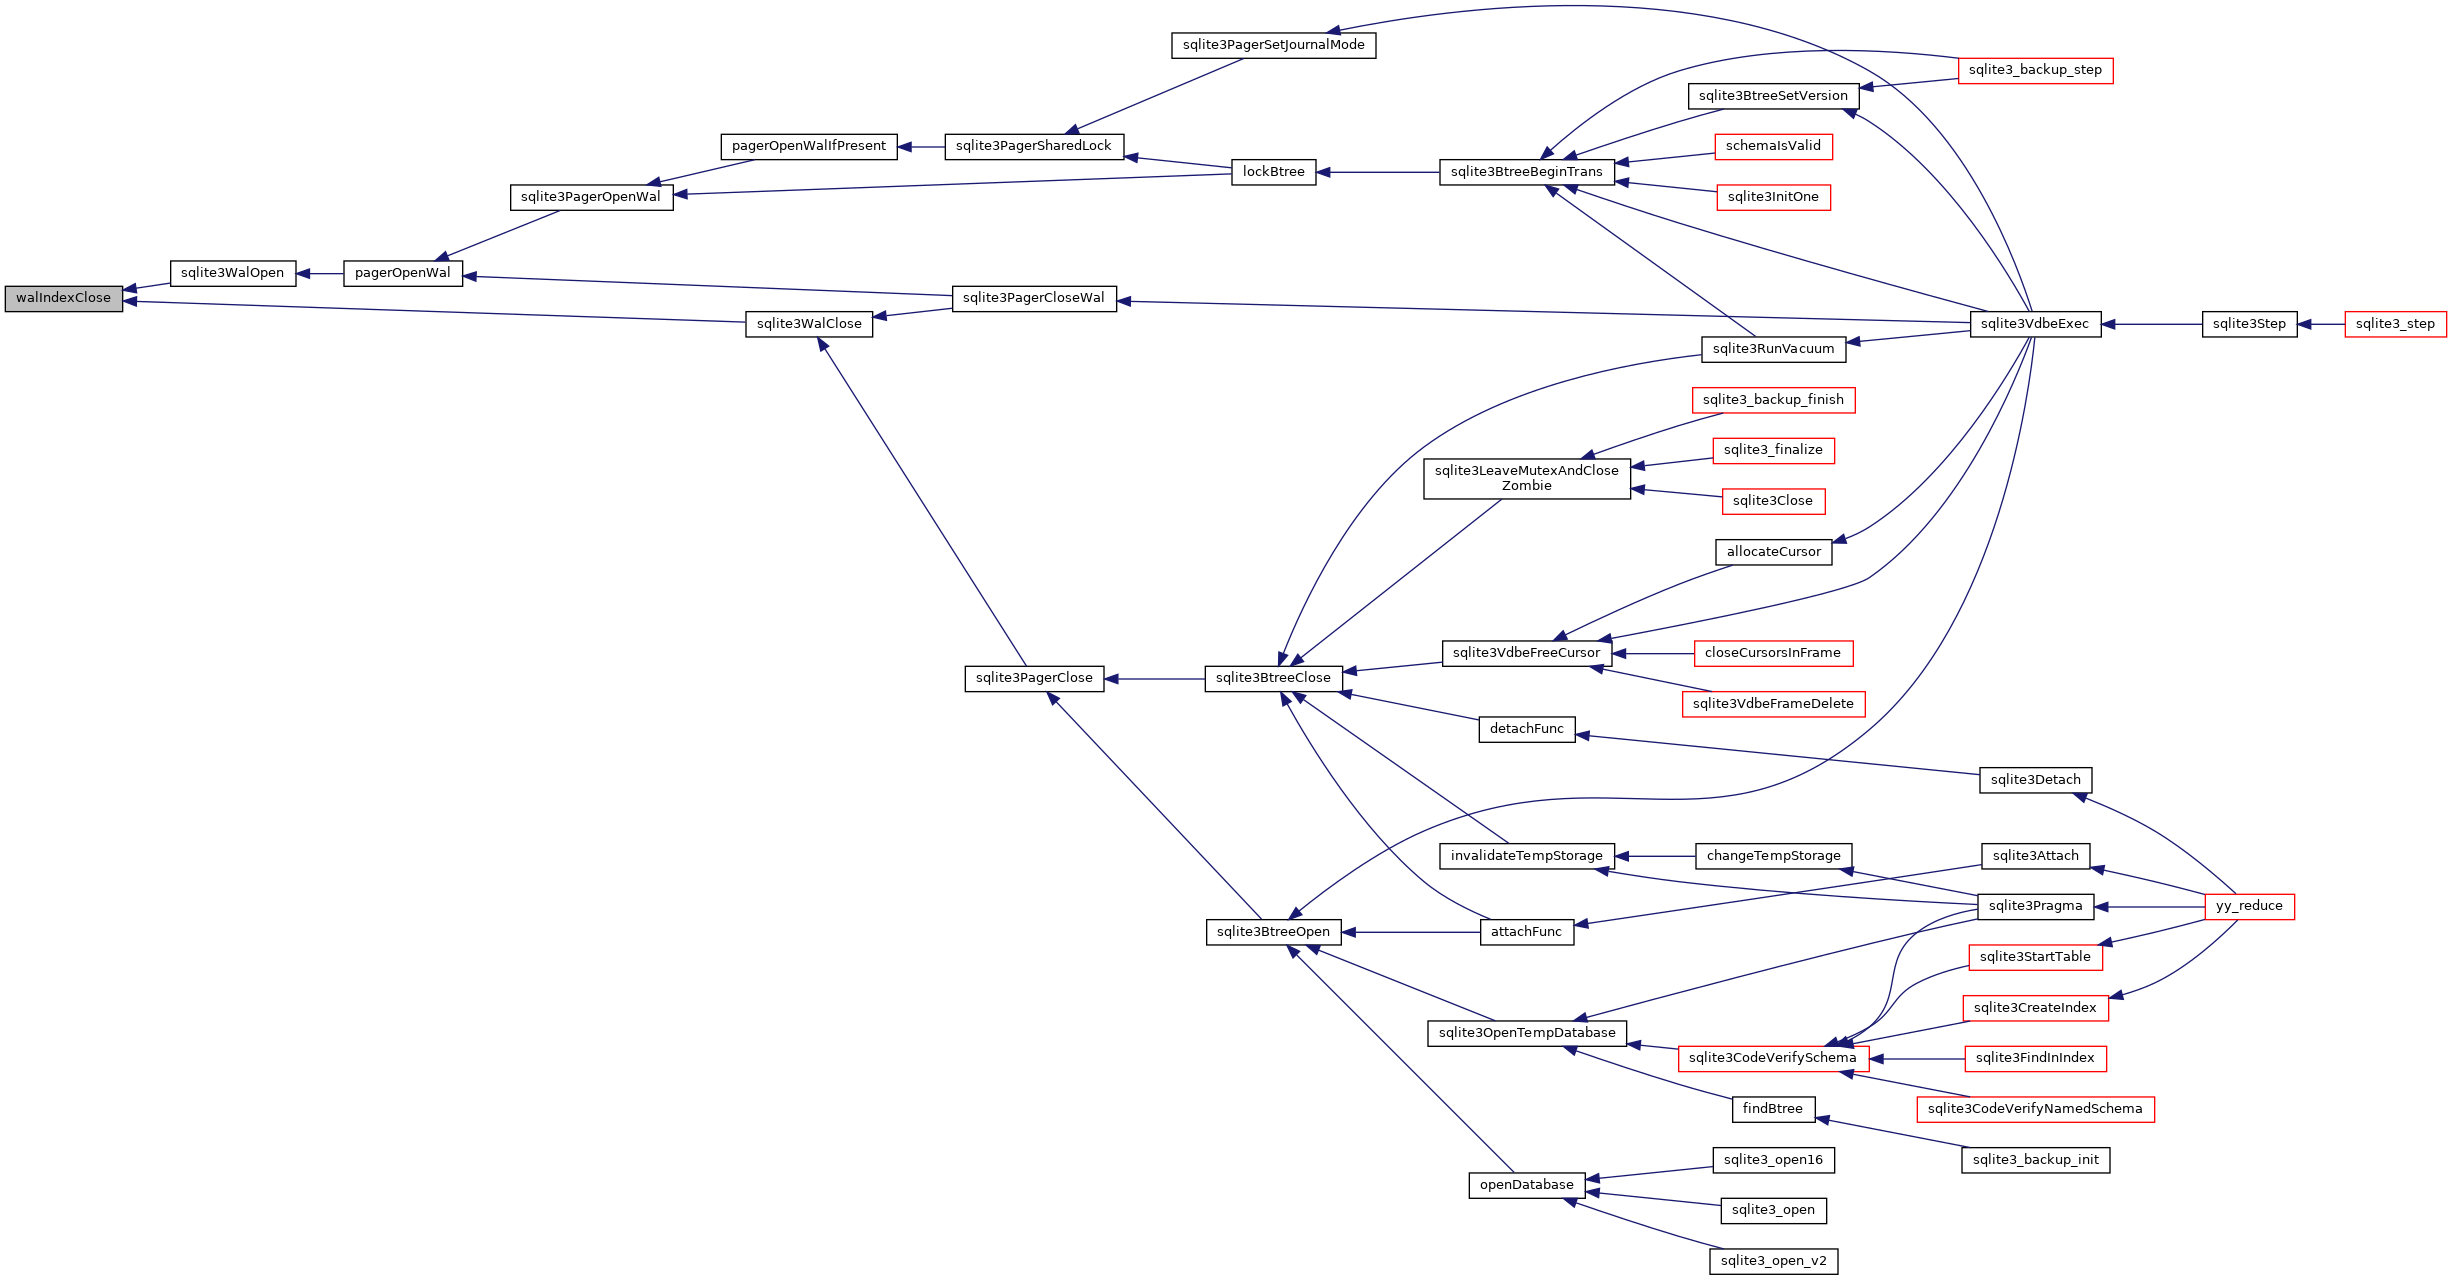 sqlite3PagerSetJournalMode
sqlite3_backup_step
sqlite3BtreeSetVersion
pagerOpenWalIfPresent
sqlite3PagerSharedLock
schemaIsValid
lockBtree
sqlite3BtreeBeginTrans
sqlite3PagerOpenWal
sqlite3InitOne
sqlite3WalOpen
pagerOpenWal
walIndexClose
sqlite3PagerCloseWal
sqlite3WalClose
sqlite3VdbeExec
sqlite3Step
sqlite3_step
sqlite3RunVacuum
sqlite3_backup_finish
sqlite3_finalize
sqlite3LeaveMutexAndClose
Zombie
sqlite3Close
allocateCursor
sqlite3VdbeFreeCursor
closeCursorsInFrame
sqlite3PagerClose
sqlite3BtreeClose
sqlite3VdbeFrameDelete
detachFunc
sqlite3Detach
invalidateTempStorage
changeTempStorage
sqlite3Attach
sqlite3Pragma
yy_reduce
sqlite3BtreeOpen
attachFunc
sqlite3StartTable
sqlite3CreateIndex
sqlite3OpenTempDatabase
sqlite3CodeVerifySchema
sqlite3FindInIndex
findBtree
sqlite3CodeVerifyNamedSchema
sqlite3_open16
sqlite3_backup_init
openDatabase
sqlite3_open
sqlite3_open_v2